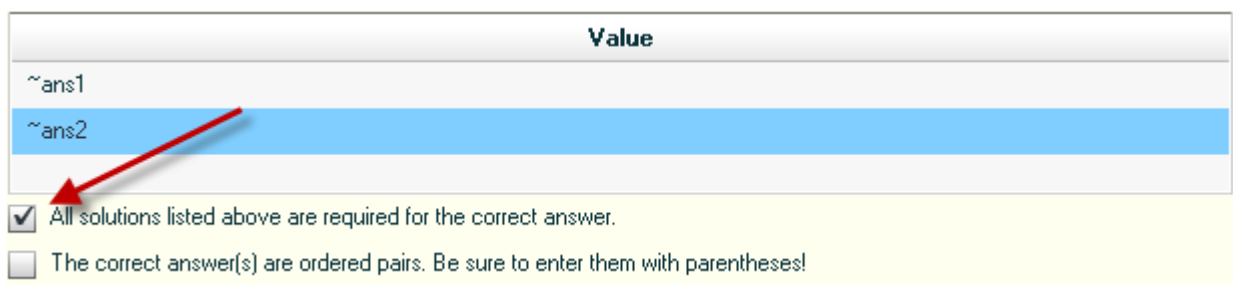 Value
~ans1
~ans2
All solutions listed above are required for the correct answer.
The correct answer(s) are ordered pairs. Be sure to enter them with parentheses!